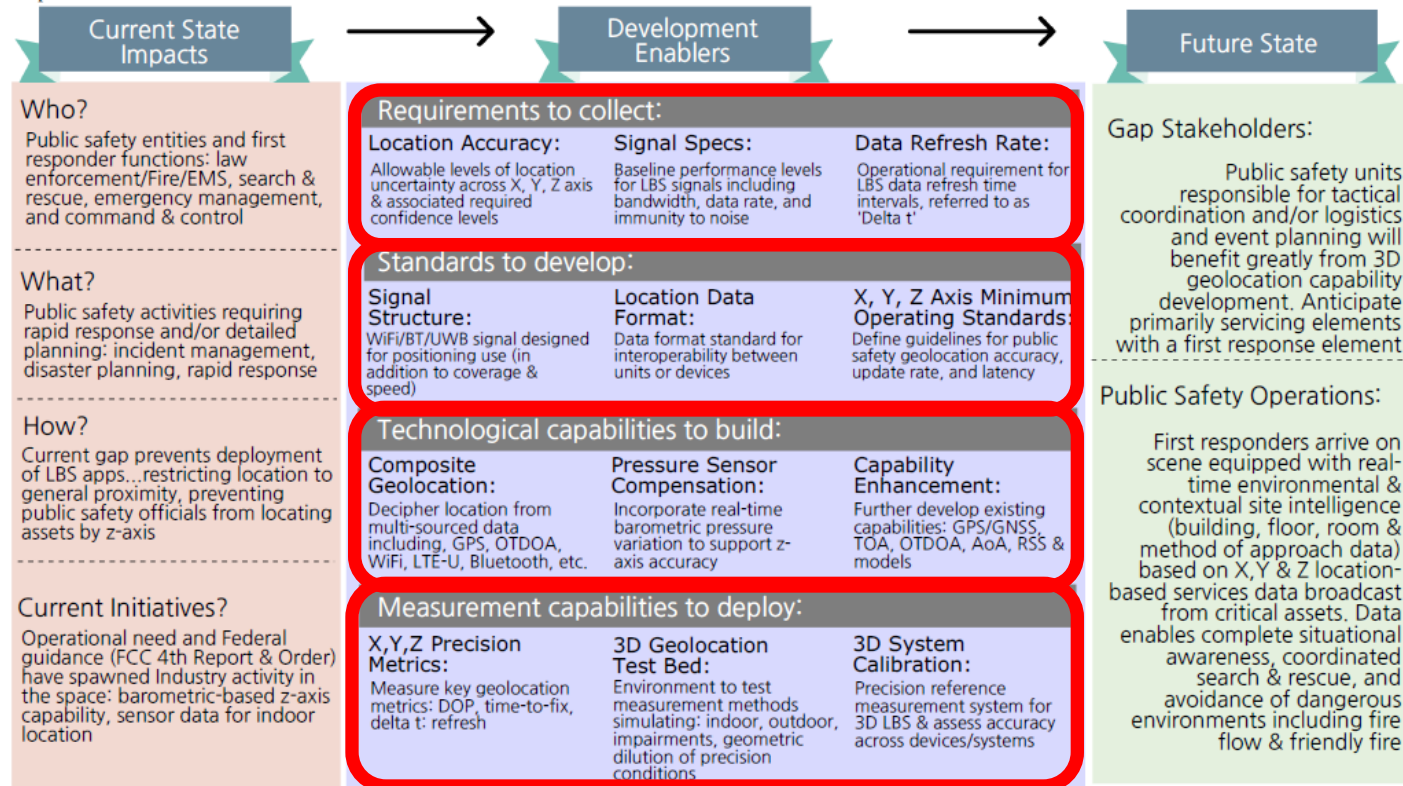 Current State
Impacts
Development
Enablers
Future State
Who?
Public safety entities and first
responder functions: law
enforcement/Fire/EMS, search &
rescue, emergency management,
and command & control
What?
Public safety activities requiring
rapid response and/or detailed
planning: incident management,
disaster planning, rapid response
How?
Current gap prevents deployment
of LBS apps...restricting location to
general proximity, preventing
public safety officials from locating
assets by z-axis
Current Initiatives?
Operational need and Federal
guidance (FCC 4th Report & Order)
have spawned Industry activity in
the space: barometric-based z-axis
capability, sensor data for indoor
location
Requirements to collect:
Location Accuracy:
Allowable levels of location
uncertainty across X, Y, Z axis
& associated required
confidence levels
Signal Specs:
Baseline performance levels
for LBS signals including
bandwidth, data rate, and
immunity to noise
Data Refresh Rate:
Operational requirement for
LBS data refresh time
intervals, referred to as
'Delta t'
Standards to develop:
Signal
Structure:
WiFi/BT/UWB signal designed
for positioning use (in
addition to coverage &
speed)
Location Data
Format:
Data format standard for
interoperability between
units or devices
X, Y, Z Axis Minimum
Operating Standards:
Define guidelines for public
safety geolocation accuracy,
update rate, and latency
Technological capabilities to build:
Composite
Geolocation:
Decipher location from
multi-sourced data
including, GPS, OTDOA,
WiFi, LTE-U, Bluetooth, etc.
Pressure Sensor
Compensation:
Incorporate real-time
barometric pressure
variation to support z-
axis accuracy
Capability
Enhancement:
Further develop existing
capabilities: GPS/GNSS,
TOA, OTDOA, AoA, RSS &
models
Measurement capabilities to deploy:
X,Y,Z Precision
Metrics:
Measure key geolocation
metrics: DOP, time-to-fix,
delta t: refresh
3D Geolocation
Test Bed:
Environment to test
measurement methods
simulating: indoor, outdoor,
impairments, geometric
dilution of precision
conditions
3D System
Calibration:
Precision reference
measurement system for
3D LBS & assess accuracy
across devices/systems
Gap Stakeholders:
Public safety units
responsible for tactical
coordination and/or logistics
and event planning will
benefit greatly from 3D
geolocation capability
development. Anticipate
primarily servicing elements
with a first response element
Public Safety Operations:
First responders arrive on
scene equipped with real-
time environmental &
contextual site intelligence
(building, floor, room &
method of approach data)
based on X,Y & Z location-
based services data broadcast
from critical assets. Data
enables complete situational
awareness, coordinated
search & rescue, and
avoidance of dangerous
environments including fire
flow & friendly fire